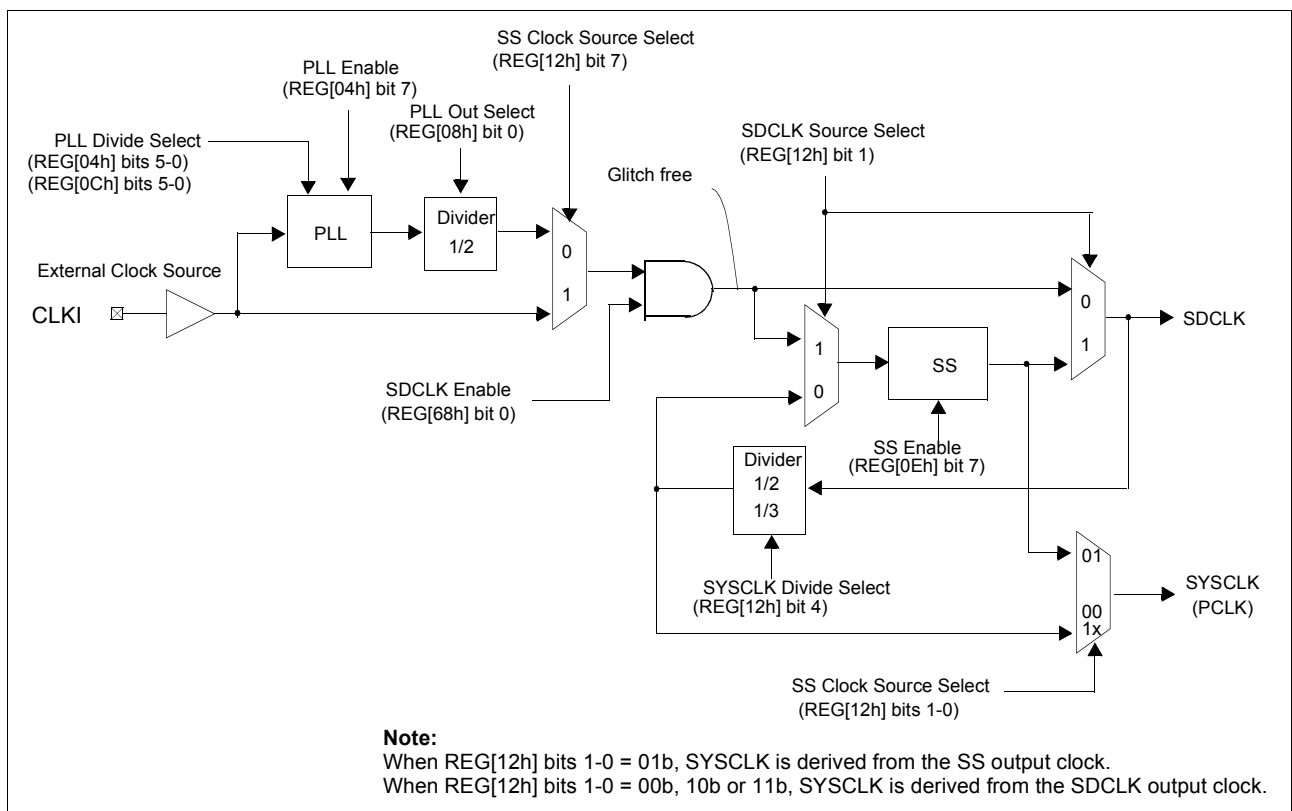 SS Clock Source Select
(REG[12h] bit 7)
PLL Enable
(REG[04h] bit 7)
PLL Out Select
(REG[08h] bit 0)
PLL Divide Select
(REG[04h] bits 5-0)
(REG[0Ch] bits 5-0)
SDCLK Source Select
(REG[12h] bit 1)
Glitch free
PLL
Divider
1/2
0
1
External Clock Source
CLKI
SDCLK Enable
(REG[68h] bit 0)
1
0
SS
SS Enable
(REG[0Eh] bit 7)
0
1
SDCLK
Divider
1/2
1/3
SYSCLK Divide Select
(REG[12h] bit 4)
01
00
1x
SYSCLK
(PCLK)
SS Clock Source Select
(REG[12h] bits 1-0)
Note:
When REG[12h] bits 1-0 = 01b, SYSCLK is derived from the SS output clock.
When REG[12h] bits 1-0 = 00b, 10b or 11b, SYSCLK is derived from the SDCLK output clock.